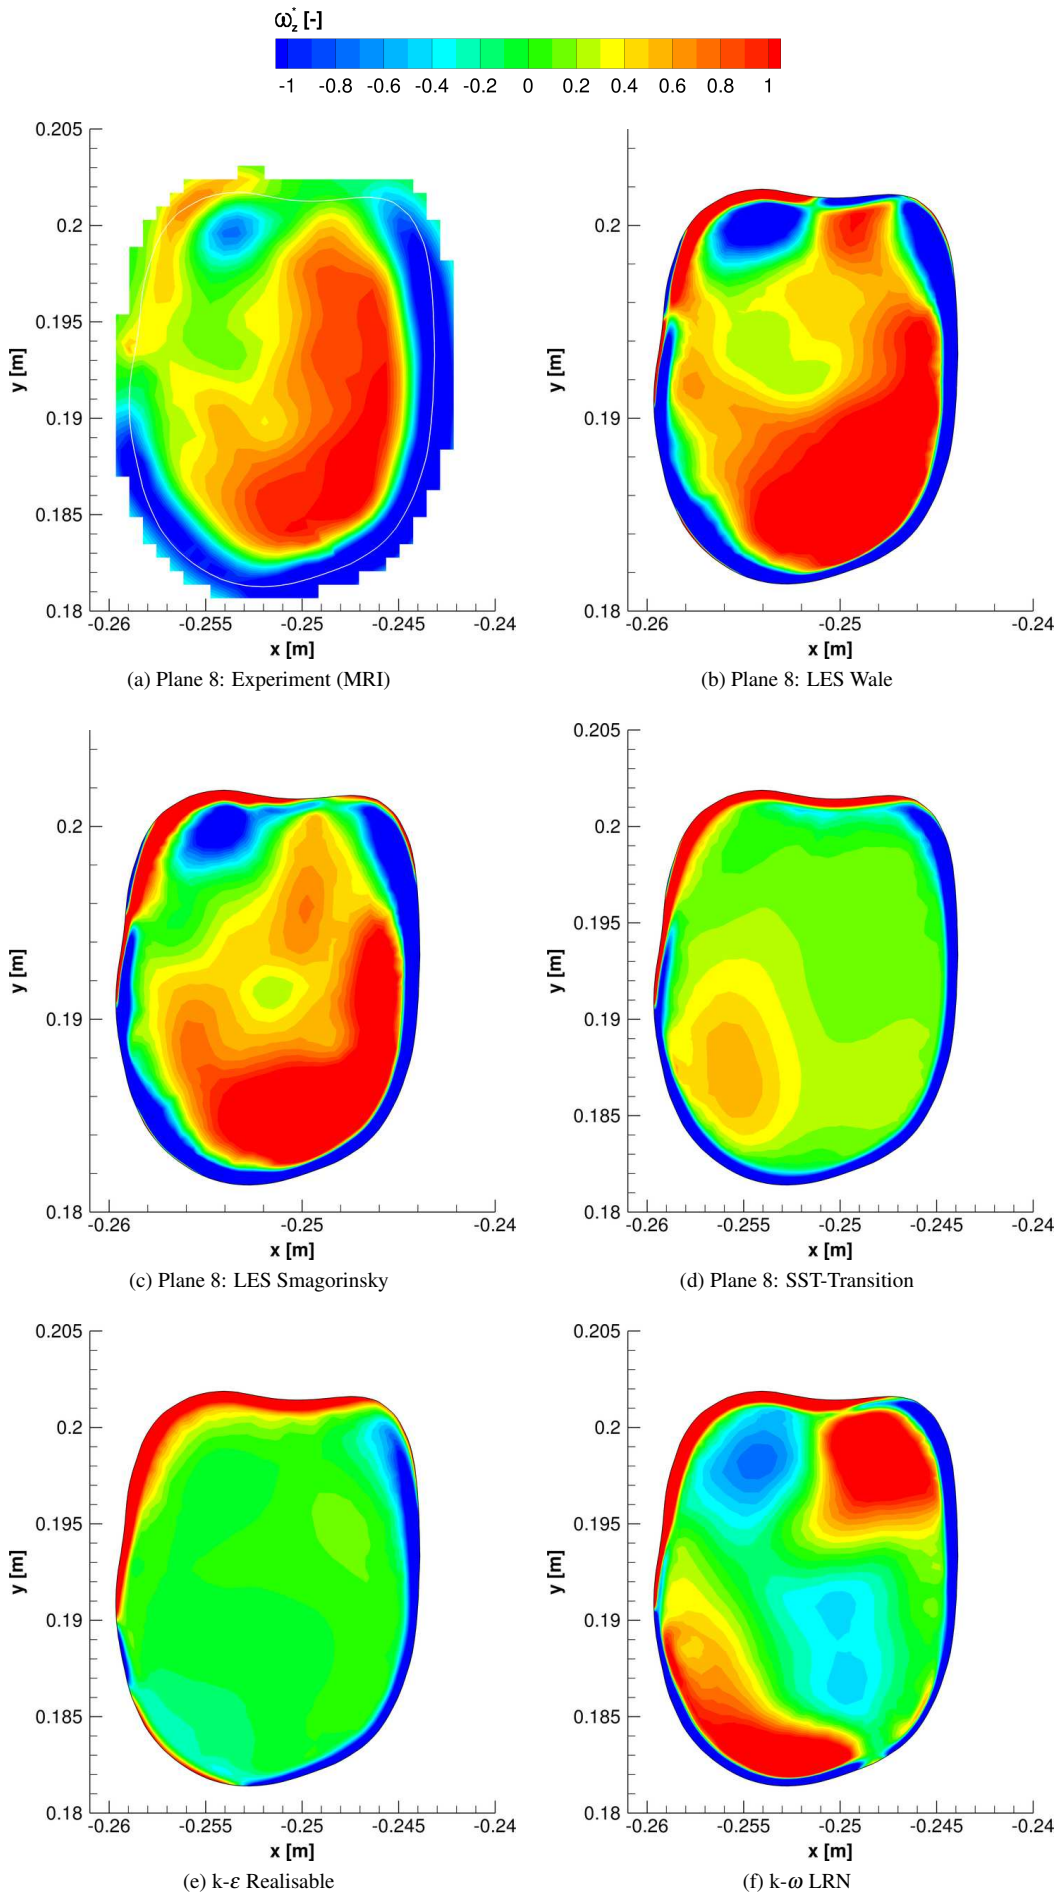 ω*z [-]
-1 -0.8 -0.6 -0.4 -0.2 0 0.2 0.4 0.6 0.8 1
0.205
0.2
0.195
0.19
0.185
0.18
y [m]
-0.26 -0.255 -0.25 -0.245 -0.24
x [m]
(a) Plane 8: Experiment (MRI)
0.2
0.19
0.18
y [m]
-0.26 -0.25 -0.24
x [m]
(b) Plane 8: LES Wale
0.2
0.19
0.18
y [m]
-0.26 -0.25 -0.24
x [m]
(c) Plane 8: LES Smagorinsky
0.205
0.2
0.195
0.19
0.185
0.18
y [m]
-0.26 -0.255 -0.25 -0.245 -0.24
x [m]
(d) Plane 8: SST-Transition
0.205
0.2
0.195
0.19
0.185
0.18
y [m]
-0.26 -0.255 -0.25 -0.245 -0.24
x [m]
(e) k-ε Realisable
0.205
0.2
0.195
0.19
0.185
0.18
y [m]
-0.26 -0.255 -0.25 -0.245 -0.24
x [m]
(f) k-ω LRN